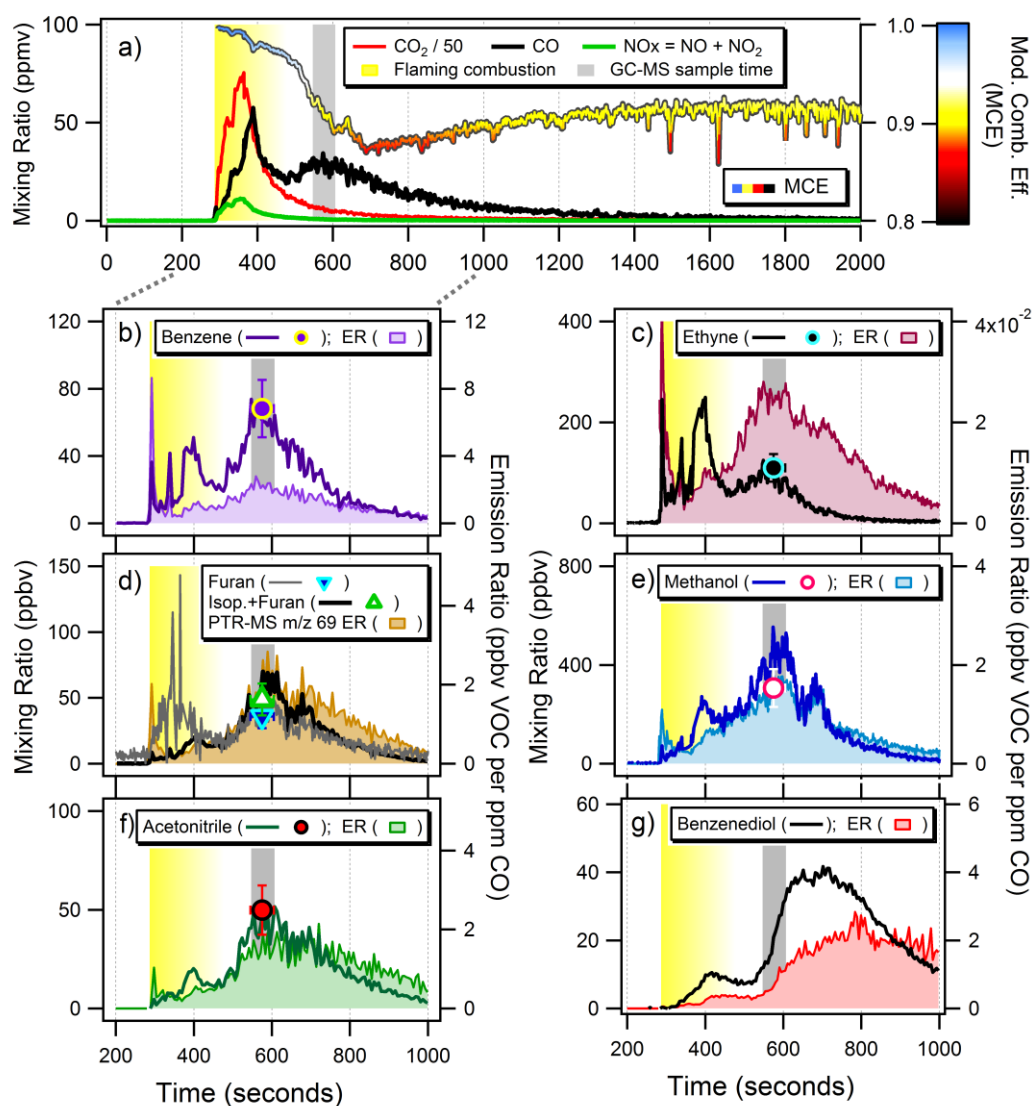 a)
CO₂ / 50 CO NOx = NO + NO₂
Flaming combustion GC-MS sample time
MCE
Mixing Ratio (ppmv)
100
50
0
0 200 400 600 800 1000 1200 1400 1600 1800 2000
1.0
0.9
0.8
Mod. Comb. Eff.
(MCE)
b)
Benzene ( ); ER ( )
120
80
40
0
12
8
4
0
c)
Ethyne ( ); ER ( )
400
200
0
4x10⁻²
2
0
d)
Furan ( )
Isop.+Furan ( )
PTR-MS m/z 69 ER ( )
150
100
50
0
4
2
0
e)
Methanol ( ); ER ( )
800
400
0
4
2
0
f)
Acetonitrile ( ); ER ( )
100
50
0
4
2
0
200 400 600 800 1000
Time (seconds)
g)
Benzenediol ( ); ER ( )
60
40
20
0
6
4
2
0
200 400 600 800 1000
Time (seconds)
Mixing Ratio (ppbv)
Emission Ratio (ppbv VOC per ppm CO)
Mixing Ratio (ppbv)
Emission Ratio (ppbv VOC per ppm CO)